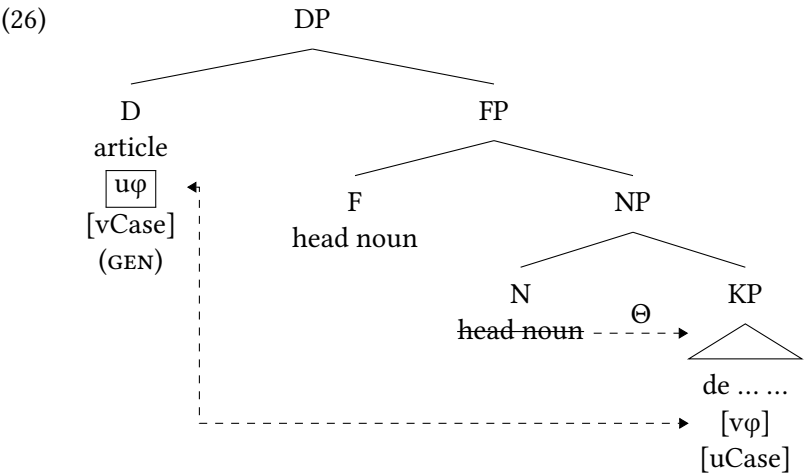 (26) DP
D FP
article
uφ F NP
[vCase] head noun
(GEN)
N KP
head noun Θ
de ... ...
[vφ]
[uCase]